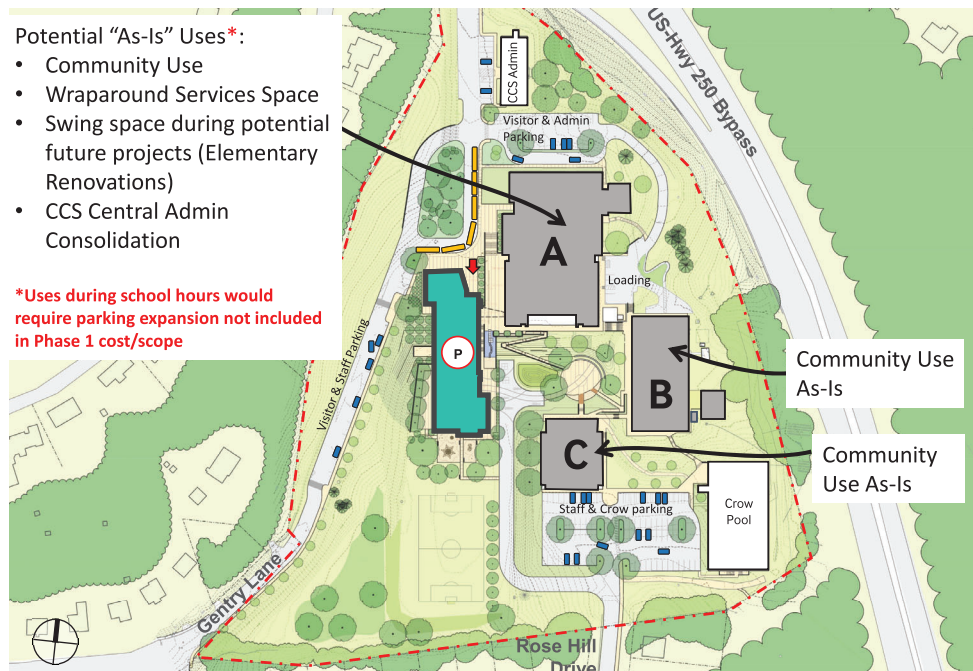 Potential “As-Is” Uses*:
• Community Use
• Wraparound Services Space
• Swing space during potential
future projects (Elementary
Renovations)
• CCS Central Admin
Consolidation
*Uses during school hours would
require parking expansion not included
in Phase 1 cost/scope
CCS Admin
US-Hwy 250 Bypass
Visitor & Admin
Parking
A
Loading
P
Visitor & Staff Parking
B
Community Use
As-Is
C
Community
Use As-Is
Staff & Crow parking
Crow
Pool
Gentry Lane
Rose Hill
Drive